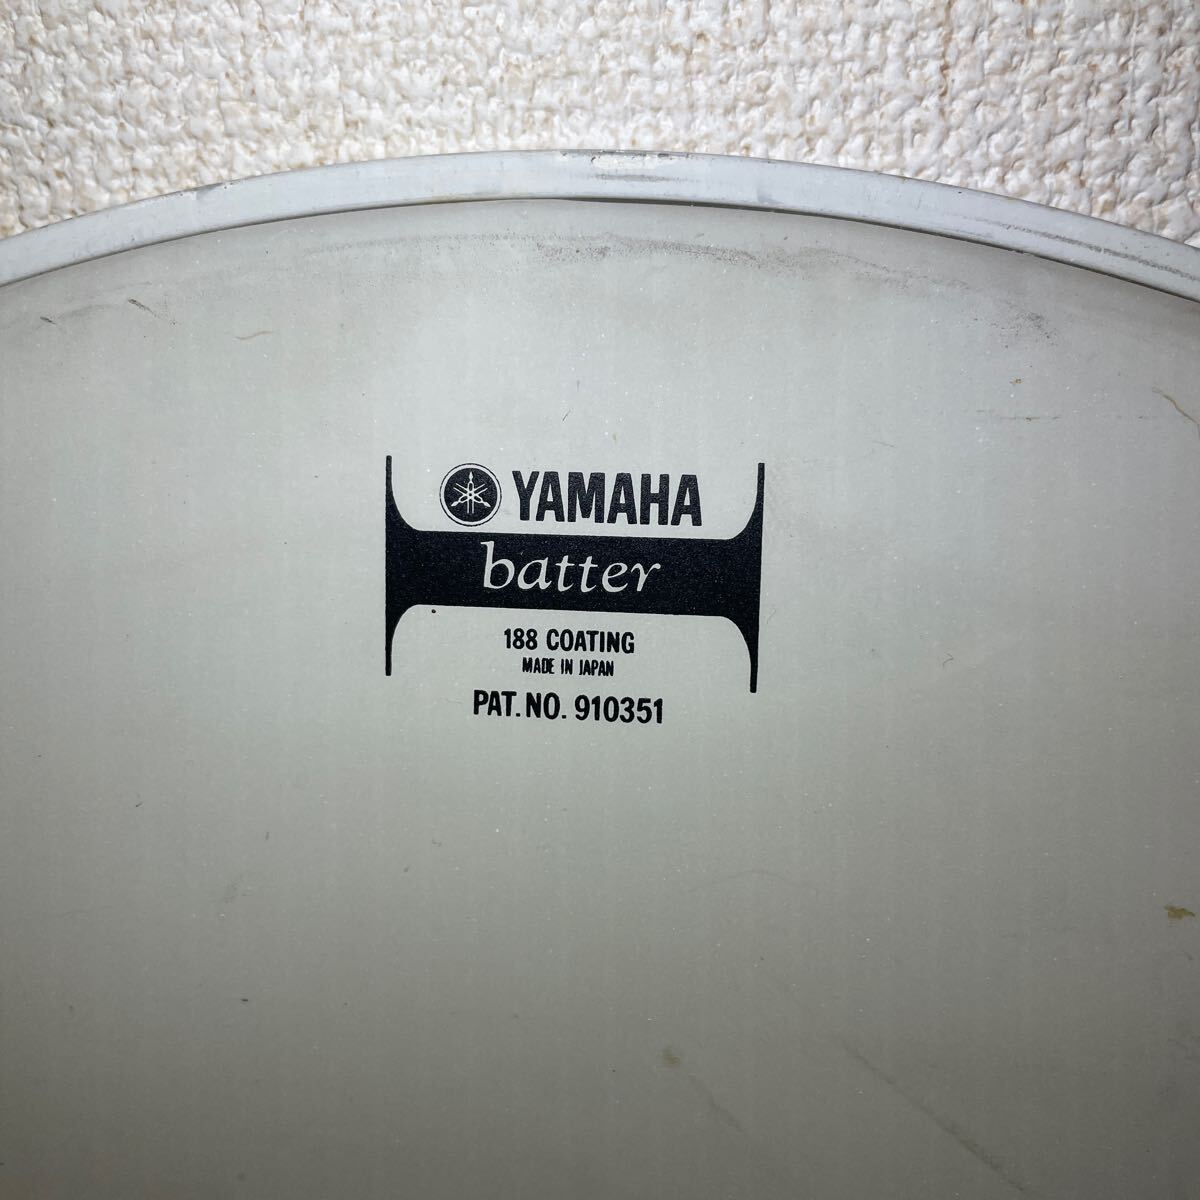 YAMAHA
batter
188 COATING
MADE IN JAPAN
PAT. NO. 910351